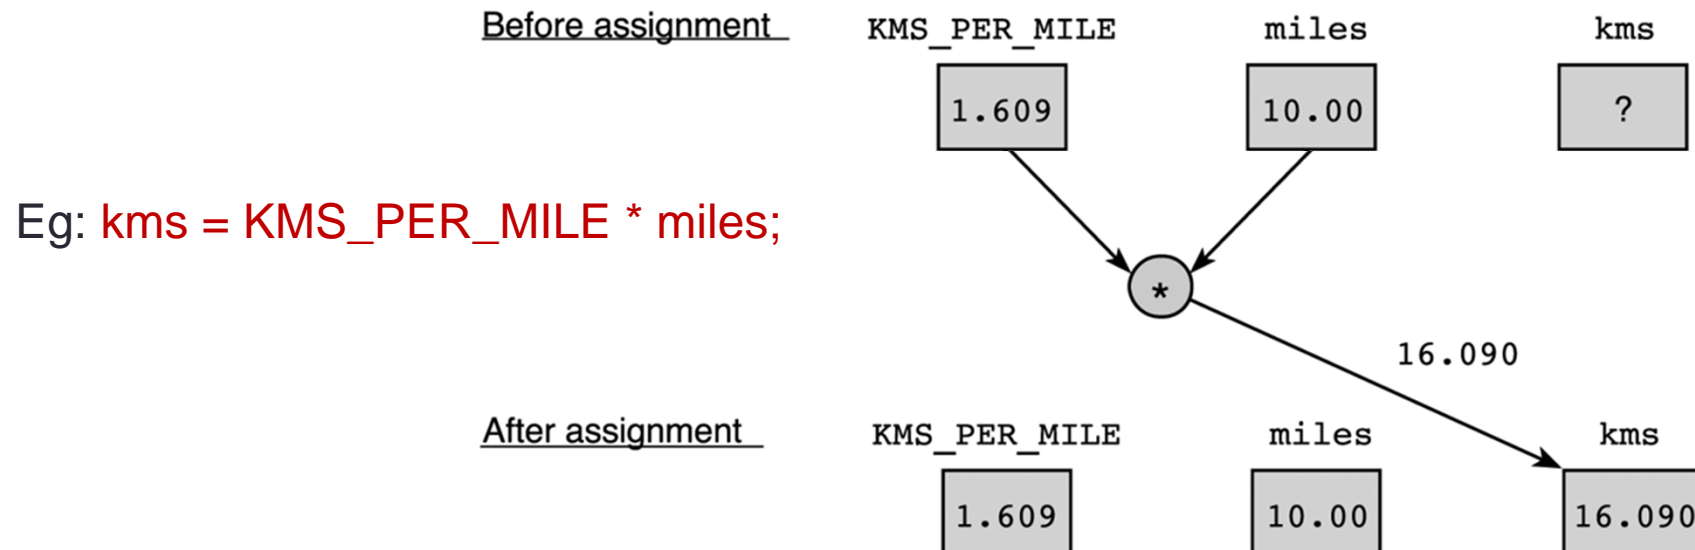 Before assignment KMS_PER_MILE miles kms
1.609 10.00 ?
Eg: kms = KMS_PER_MILE * miles;
*
16.090
After assignment KMS_PER_MILE miles kms
1.609 10.00 16.090